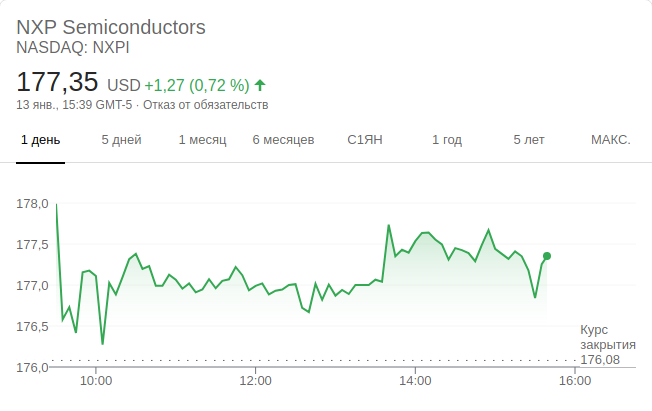 NXP Semiconductors
NASDAQ: NXPI
177,35 USD +1,27 (0,72 %)
13 янв., 15:39 GMT-5 · Отказ от обязательств
1 день 5 дней 1 месяц 6 месяцев С1ЯН 1 год 5 лет МАКС.
178,0
177,5
177,0
176,5
Курс
закрытия
176,08
176,0
10:00 12:00 14:00 16:00